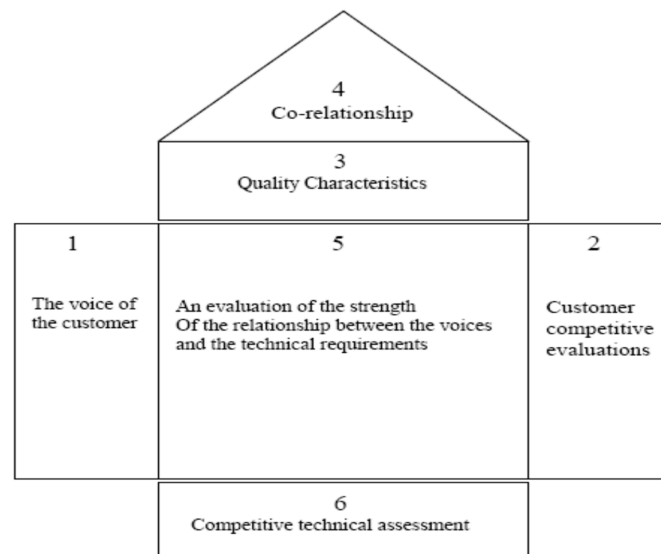 4
Co-relationship
3
Quality Characteristics
1
The voice of
the customer
5
An evaluation of the strength
Of the relationship between the voices
and the technical requirements
2
Customer
competitive
evaluations
6
Competitive technical assessment